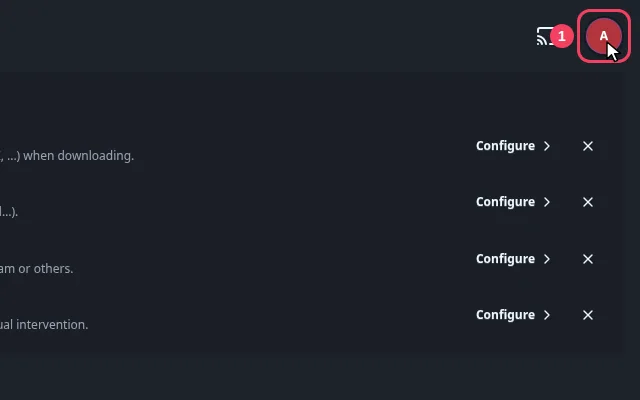 1
A
, ...) when downloading.
Configure
...).
Configure
am or others.
Configure
ual intervention.
Configure